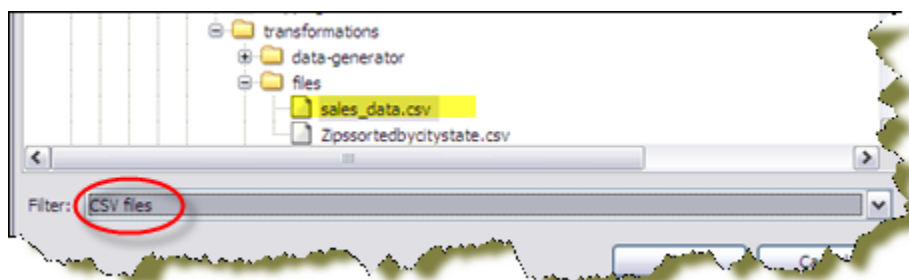 transformations
data-generator
files
sales_data.csv
Zipssortedbycitystate.csv
Filter: CSV files